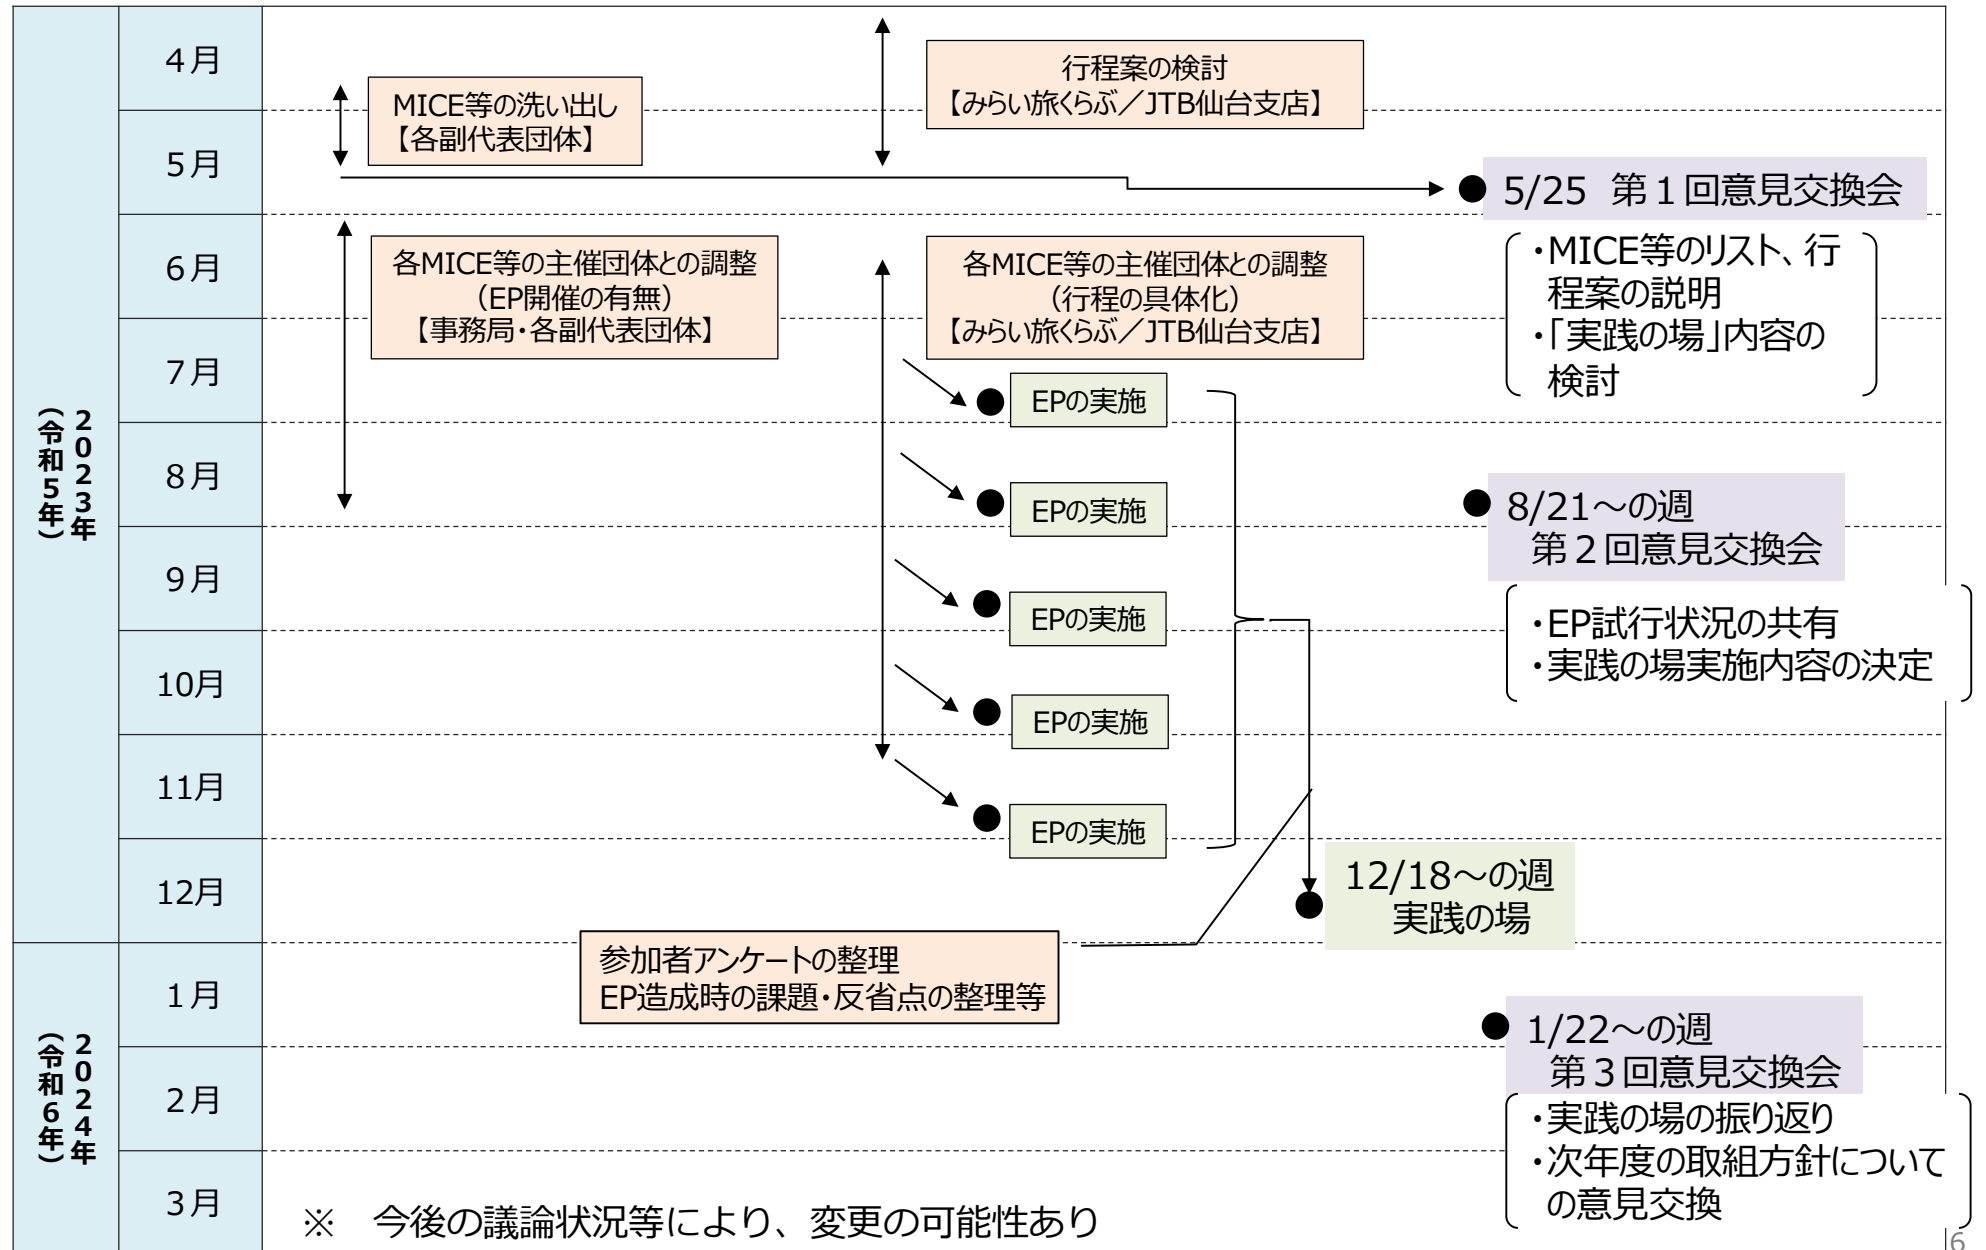 2023年
(令和5年)
4月
5月
6月
7月
8月
9月
10月
11月
12月
2024年
(令和6年)
1月
2月
3月
MICE等の洗い出し
【各副代表団体】
行程案の検討
【みらい旅くらぶ／JTB仙台支店】
● 5/25 第１回意見交換会
・MICE等のリスト、行
程案の説明
・「実践の場」内容の
検討
各MICE等の主催団体との調整
（EP開催の有無）
【事務局・各副代表団体】
各MICE等の主催団体との調整
（行程の具体化）
【みらい旅くらぶ／JTB仙台支店】
● EPの実施
● EPの実施
● EPの実施
● EPの実施
● EPの実施
● 8/21～の週
第２回意見交換会
・EP試行状況の共有
・実践の場実施内容の決定
● 12/18～の週
実践の場
参加者アンケートの整理
EP造成時の課題・反省点の整理等
● 1/22～の週
第３回意見交換会
・実践の場の振り返り
・次年度の取組方針について
の意見交換
※　今後の議論状況等により、変更の可能性あり
6